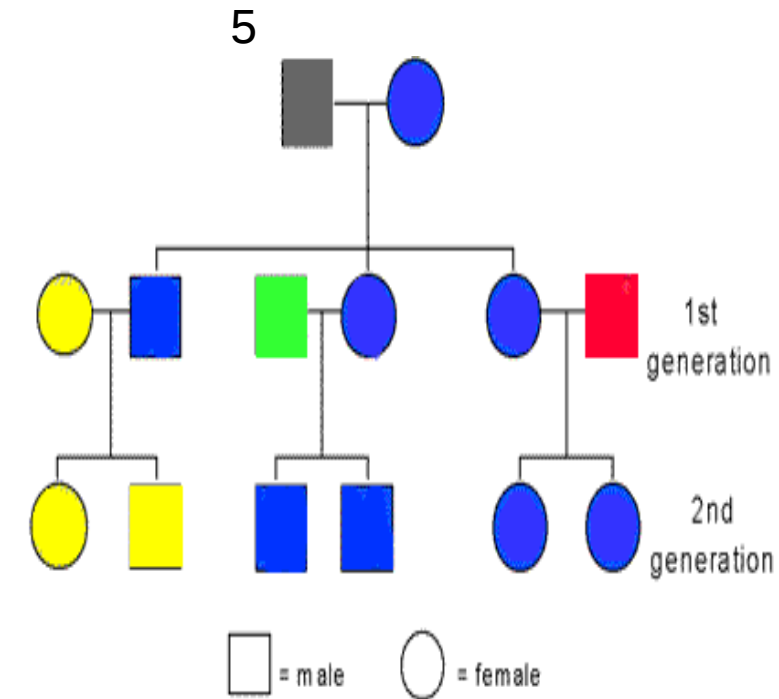 5
1st
generation
2nd
generation
= male
= female